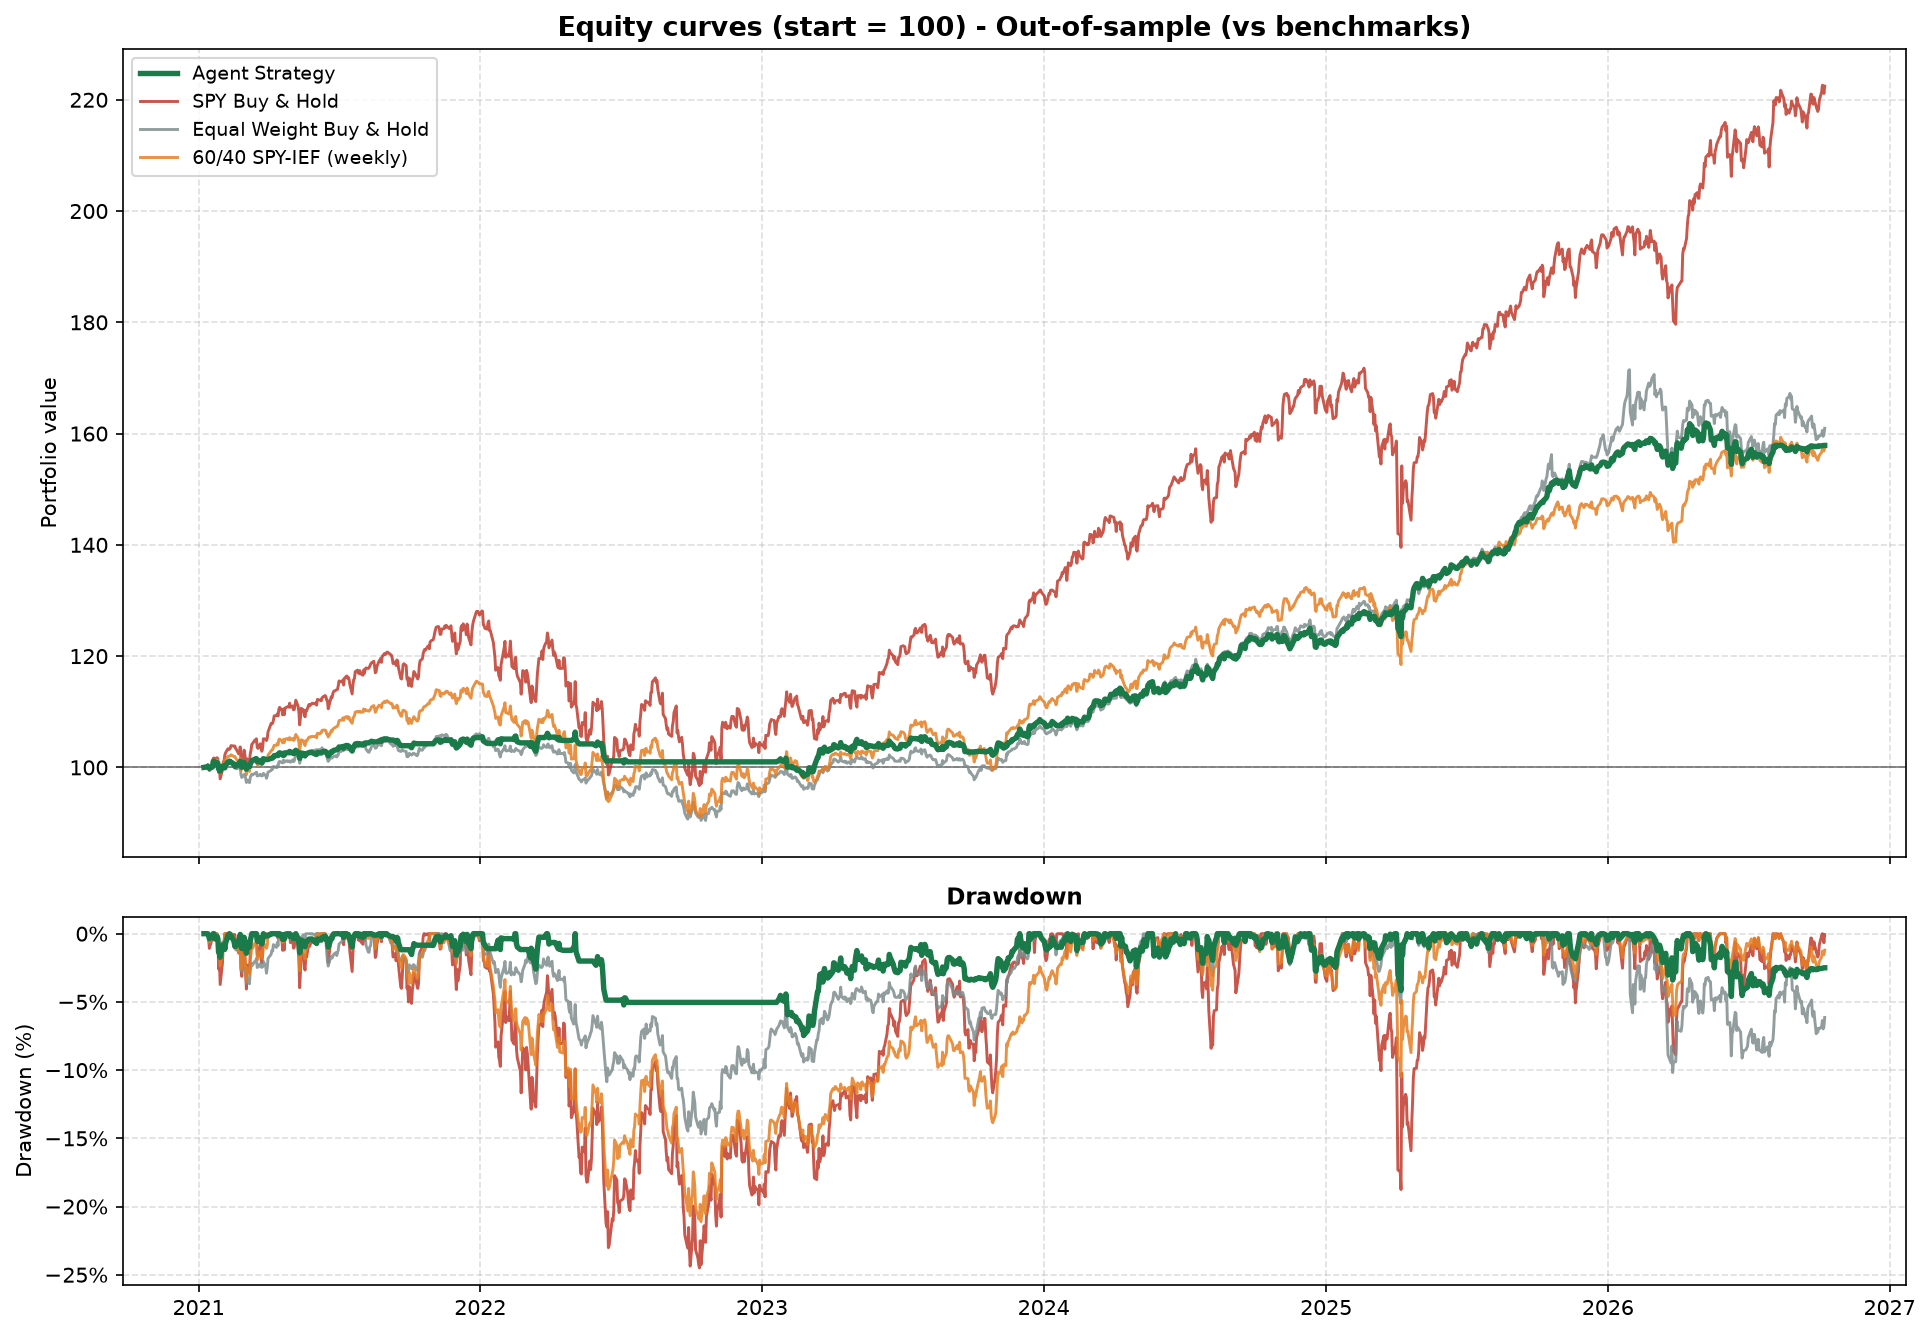 Equity curves (start = 100) - Out-of-sample (vs benchmarks)
Agent Strategy
SPY Buy & Hold
Equal Weight Buy & Hold
60/40 SPY-IEF (weekly)
220
200
180
160
140
120
100
Portfolio value
Drawdown
0%
−5%
−10%
−15%
−20%
−25%
Drawdown (%)
2021 2022 2023 2024 2025 2026 2027